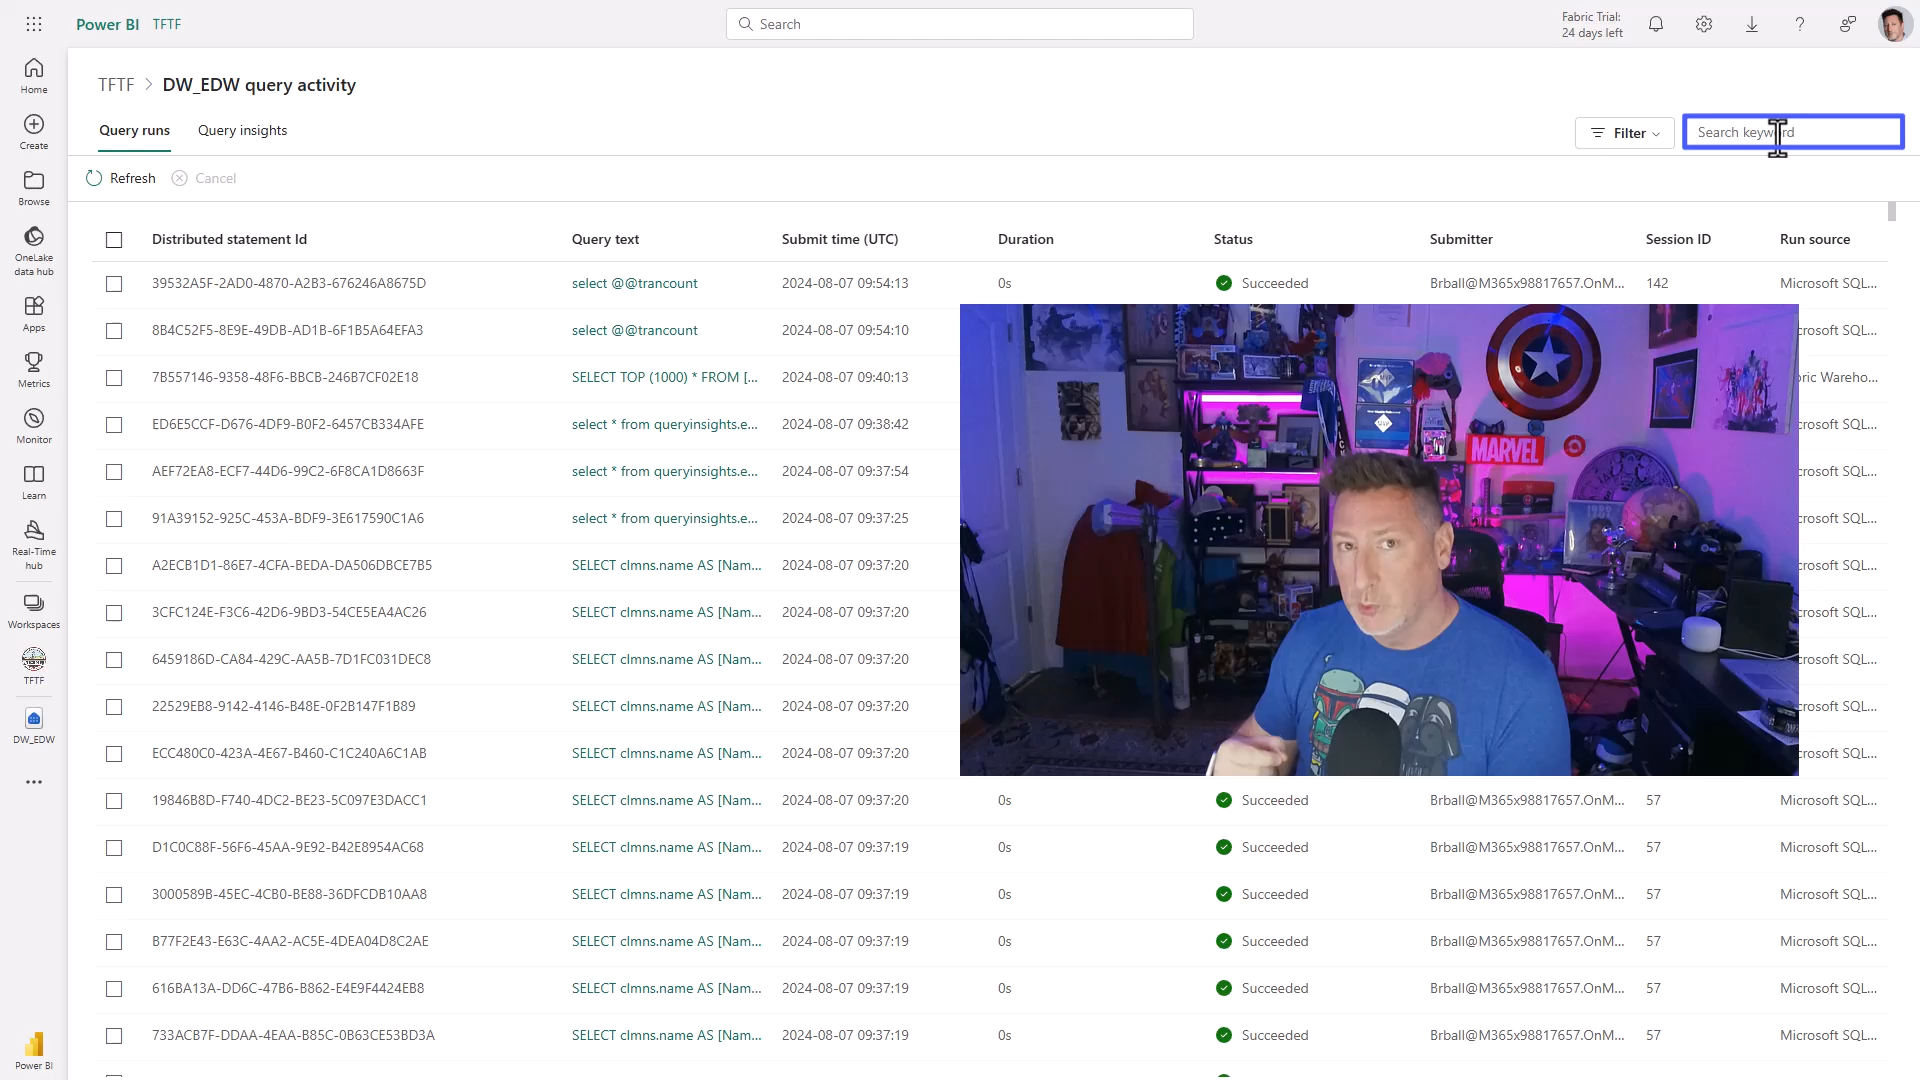 Power BI TFTF
Search
Fabric Trial:
24 days left
Home
Create
Browse
OneLake
data hub
Apps
Metrics
Monitor
Learn
Real-Time
hub
Workspaces
TFTF
DW_EDW
Power BI
TFTF > DW_EDW query activity
Query runs Query insights
Filter
Search keyword
Refresh Cancel
Distributed statement Id Query text Submit time (UTC) Duration Status Submitter Session ID Run source
39532A5F-2AD0-4870-A2B3-676246A8675D select @@trancount 2024-08-07 09:54:13 0s Succeeded Brball@M365x98817657.OnM... 142 Microsoft SQL...
8B4C52F5-8E9E-49DB-AD1B-6F1B5A64EFA3 select @@trancount 2024-08-07 09:54:10 crosoft SQL...
7B557146-9358-48F6-BBCB-246B7CF02E18 SELECT TOP (1000) * FROM [... 2024-08-07 09:40:13 ric Wareho...
ED6E5CCF-D676-4DF9-B0F2-6457CB334AFE select * from queryinsights.e... 2024-08-07 09:38:42 crosoft SQL...
AEF72EA8-ECF7-44D6-99C2-6F8CA1D8663F select * from queryinsights.e... 2024-08-07 09:37:54 crosoft SQL...
91A39152-925C-453A-BDF9-3E617590C1A6 select * from queryinsights.e... 2024-08-07 09:37:25 crosoft SQL...
A2ECB1D1-86E7-4CFA-BEDA-DA506DBCE7B5 SELECT clmns.name AS [Nam... 2024-08-07 09:37:20 crosoft SQL...
3CFC124E-F3C6-42D6-9BD3-54CE5EA4AC26 SELECT clmns.name AS [Nam... 2024-08-07 09:37:20 crosoft SQL...
6459186D-CA84-429C-AA5B-7D1FC031DEC8 SELECT clmns.name AS [Nam... 2024-08-07 09:37:20 crosoft SQL...
22529EB8-9142-4146-B48E-0F2B147F1B89 SELECT clmns.name AS [Nam... 2024-08-07 09:37:20 crosoft SQL...
ECC480C0-423A-4E67-B460-C1C240A6C1AB SELECT clmns.name AS [Nam... 2024-08-07 09:37:20 crosoft SQL...
19846B8D-F740-4DC2-BE23-5C097E3DACC1 SELECT clmns.name AS [Nam... 2024-08-07 09:37:20 0s Succeeded Brball@M365x98817657.OnM... 57 Microsoft SQL...
D1C0C88F-56F6-45AA-9E92-B42E8954AC68 SELECT clmns.name AS [Nam... 2024-08-07 09:37:19 0s Succeeded Brball@M365x98817657.OnM... 57 Microsoft SQL...
3000589B-45EC-4CB0-BE88-36DFCDB10AA8 SELECT clmns.name AS [Nam... 2024-08-07 09:37:19 0s Succeeded Brball@M365x98817657.OnM... 57 Microsoft SQL...
B77F2E43-E63C-4AA2-AC5E-4DEA04D8C2AE SELECT clmns.name AS [Nam... 2024-08-07 09:37:19 0s Succeeded Brball@M365x98817657.OnM... 57 Microsoft SQL...
616BA13A-DD6C-47B6-B862-E4E9F4424EB8 SELECT clmns.name AS [Nam... 2024-08-07 09:37:19 0s Succeeded Brball@M365x98817657.OnM... 57 Microsoft SQL...
733ACB7F-DDAA-4EAA-B85C-0B63CE53BD3A SELECT clmns.name AS [Nam... 2024-08-07 09:37:19 0s Succeeded Brball@M365x98817657.OnM... 57 Microsoft SQL...
MARVEL